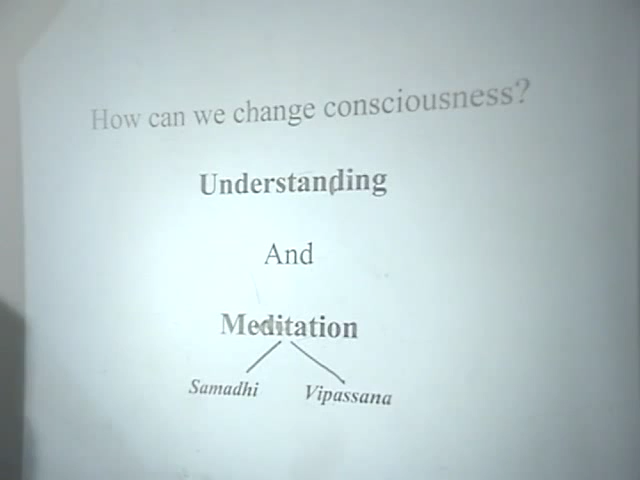 How can we change consciousness?
Understanding
And
Meditation
Samadhi Vipassana